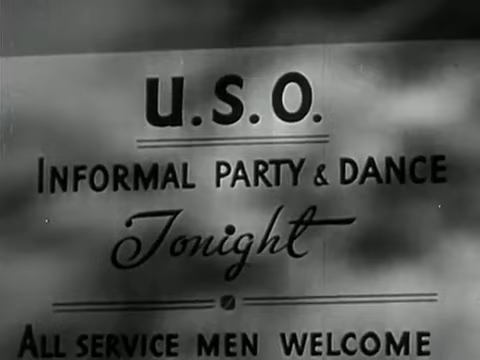 U.S.O.
INFORMAL PARTY & DANCE
Tonight
ALL SERVICE MEN WELCOME